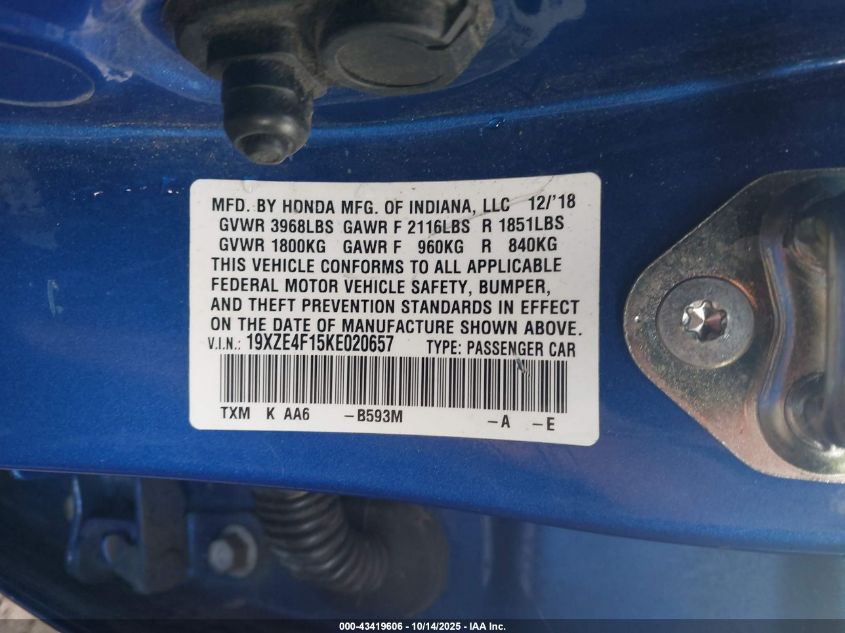 MFD. BY HONDA MFG. OF INDIANA, LLC 12/'18
GVWR 3968LBS GAWR F 2116LBS R 1851LBS
GVWR 1800KG GAWR F 960KG R 840KG
THIS VEHICLE CONFORMS TO ALL APPLICABLE
FEDERAL MOTOR VEHICLE SAFETY, BUMPER,
AND THEFT PREVENTION STANDARDS IN EFFECT
ON THE DATE OF MANUFACTURE SHOWN ABOVE.
V.I.N.: 19XZE4F15KE020657 TYPE: PASSENGER CAR
TXM K AA6 -B593M -A -E
000-43419606 - 10/14/2025 - IAA Inc.